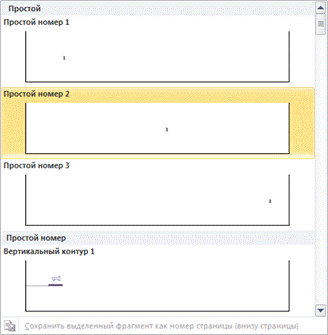 Простой
Простой номер 1
1
Простой номер 2
1
Простой номер 3
1
Простой номер
Вертикальный контур 1
Сохранить выделенный фрагмент как номер страницы (внизу страницы)